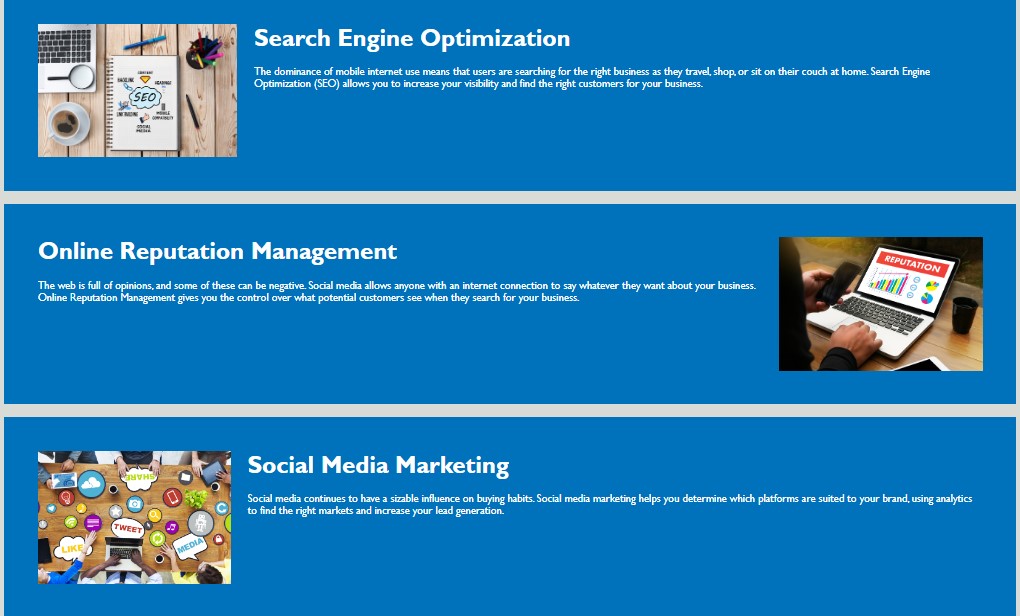 Search Engine Optimization
The dominance of mobile internet use means that users are searching for the right business as they travel, shop, or sit on their couch at home. Search Engine
Optimization (SEO) allows you to increase your visibility and find the right customers for your business.
SEO
SOCIAL
MEDIA
Online Reputation Management
The web is full of opinions, and some of these can be negative. Social media allows anyone with an internet connection to say whatever they want about your business.
Online Reputation Management gives you the control over what potential customers see when they search for your business.
REPUTATION
Social Media Marketing
Social media continues to have a sizable influence on buying habits. Social media marketing helps you determine which platforms are suited to your brand, using analytics
to find the right markets and increase your lead generation.
SHARE
TWEET
LIKE
MEDIA